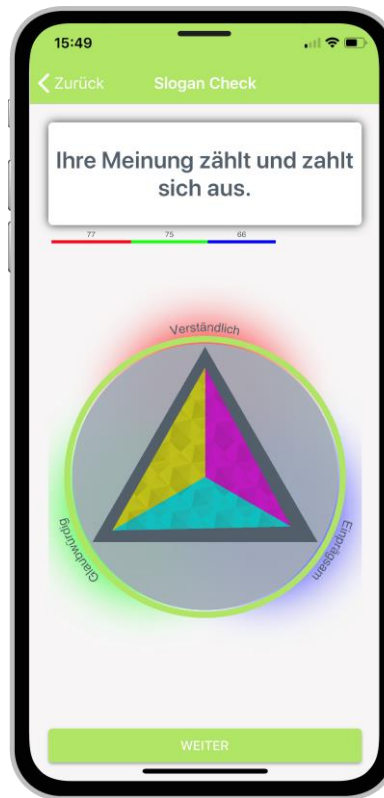 15:49
Zurück
Slogan Check
Ihre Meinung zählt und zahlt
sich aus.
77 75 66
Verständlich
Glaubwürdig
Einprägsam
WEITER